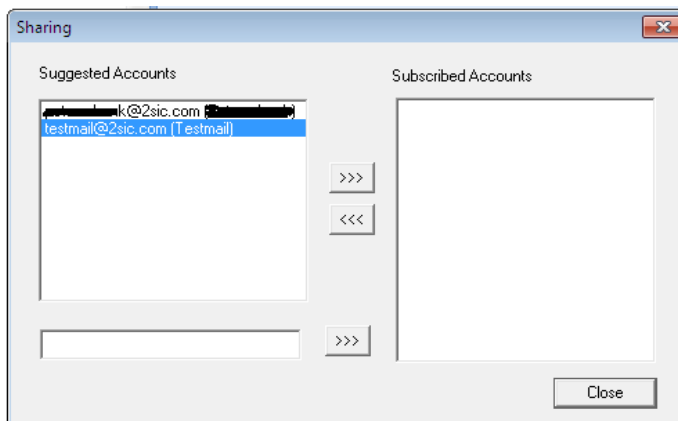 Sharing
Suggested Accounts
k@2sic.com
testmail@2sic.com (Testmail)
>>>
<<<
>>>
Subscribed Accounts
Close